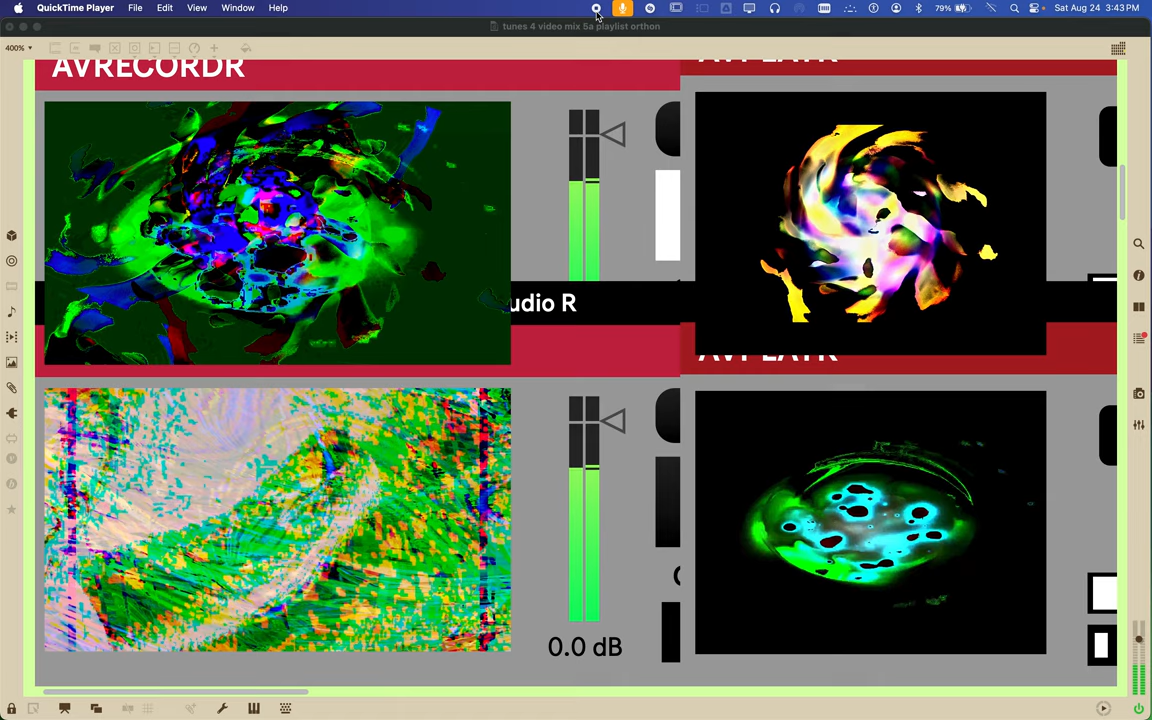 QuickTime Player File Edit View Window Help 79% Sat Aug 24 3:43 PM
tunes 4 video mix 5a playlist orthon
400%
AVRECORDR
udio R
0.0 dB